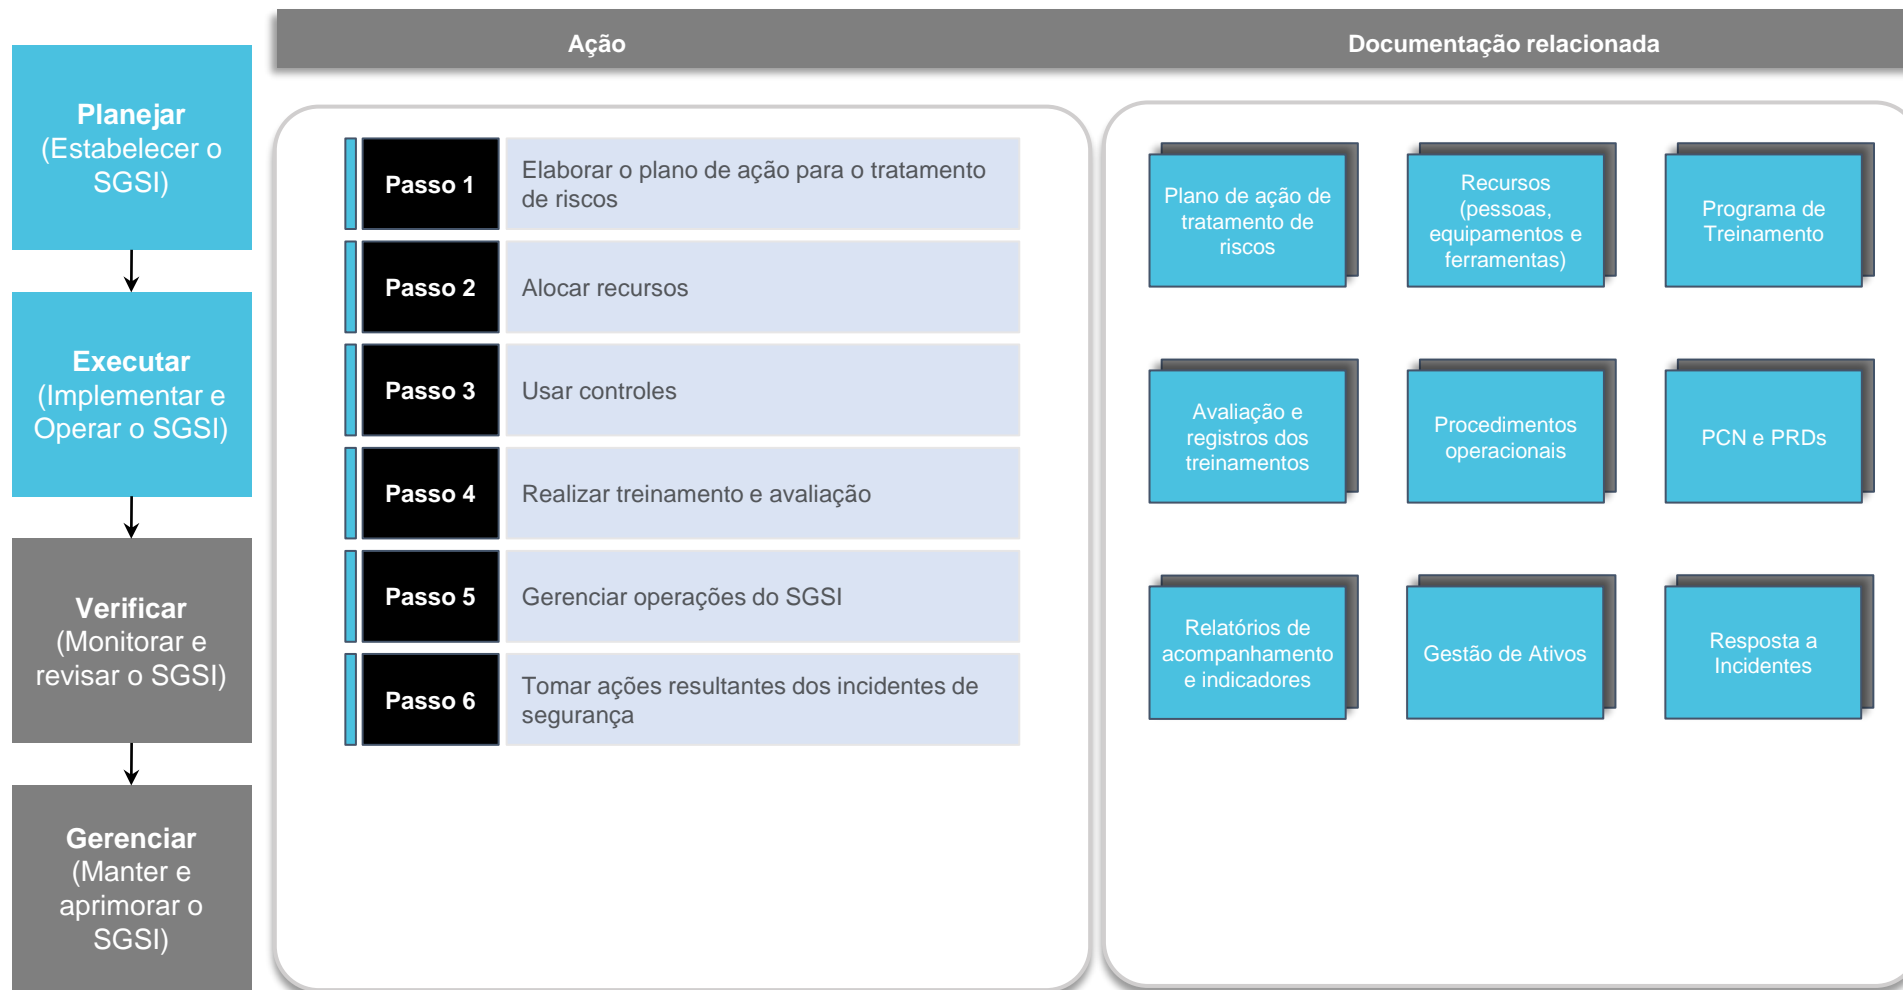 Ação
Documentação relacionada
Planejar
(Estabelecer o
SGSI)
Executar
(Implementar e
Operar o SGSI)
Verificar
(Monitorar e
revisar o SGSI)
Gerenciar
(Manter e
aprimorar o
SGSI)
Passo 1
Elaborar o plano de ação para o tratamento
de riscos
Passo 2
Alocar recursos
Passo 3
Usar controles
Passo 4
Realizar treinamento e avaliação
Passo 5
Gerenciar operações do SGSI
Passo 6
Tomar ações resultantes dos incidentes de
segurança
Plano de ação de
tratamento de
riscos
Recursos
(pessoas,
equipamentos e
ferramentas)
Programa de
Treinamento
Avaliação e
registros dos
treinamentos
Procedimentos
operacionais
PCN e PRDs
Relatórios de
acompanhamento
e indicadores
Gestão de Ativos
Resposta a
Incidentes